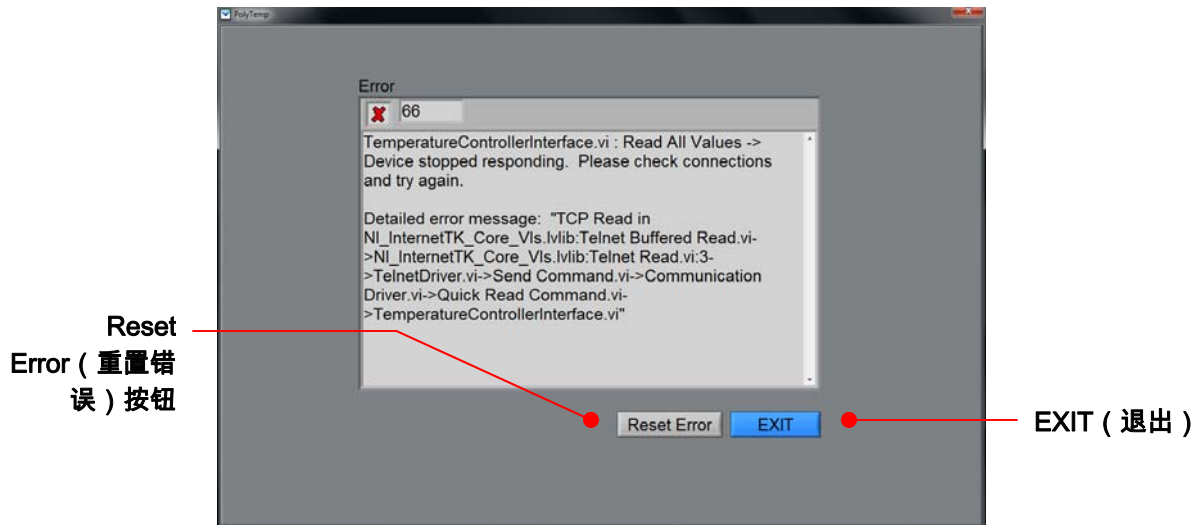 PolyTemp
Error
66
TemperatureControllerInterface.vi : Read All Values ->
Device stopped responding.  Please check connections
and try again.
Detailed error message:  "TCP Read in
NI_InternetTK_Core_VIs.lvlib:Telnet Buffered Read.vi-
>NI_InternetTK_Core_VIs.lvlib:Telnet Read.vi:3-
>TelnetDriver.vi->Send Command.vi->Communication
Driver.vi->Quick Read Command.vi-
>TemperatureControllerInterface.vi"
Reset
Error（重置错
误）按钮
Reset Error
EXIT
EXIT（退出）